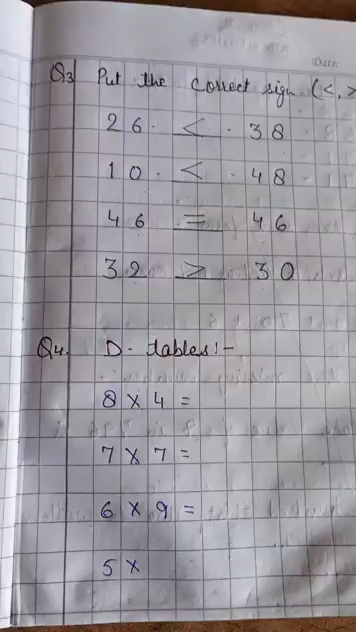 Date:
Q3 Put the correct sign (<, >
26. < . 38
10. < . 48
46 = 46
32 > 30
Q4. D. tables:-
8 × 4 =
7 × 7 =
6 × 9 =
5 ×